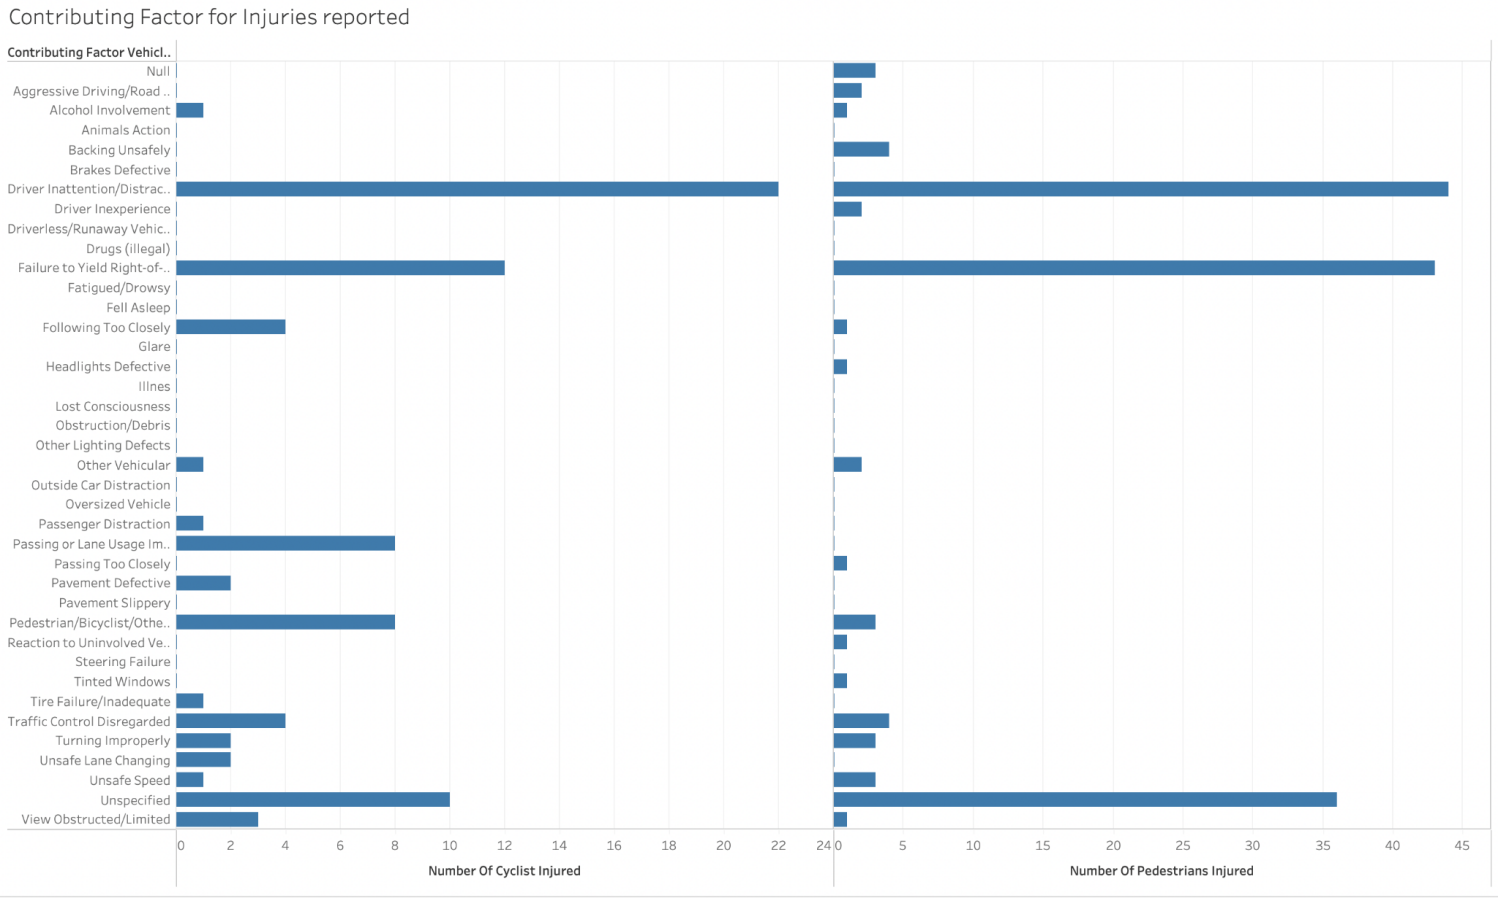 Contributing Factor for Injuries reported
Contributing Factor Vehicl..
Null
Aggressive Driving/Road ..
Alcohol Involvement
Animals Action
Backing Unsafely
Brakes Defective
Driver Inattention/Distrac..
Driver Inexperience
Driverless/Runaway Vehic..
Drugs (illegal)
Failure to Yield Right-of-..
Fatigued/Drowsy
Fell Asleep
Following Too Closely
Glare
Headlights Defective
Illnes
Lost Consciousness
Obstruction/Debris
Other Lighting Defects
Other Vehicular
Outside Car Distraction
Oversized Vehicle
Passenger Distraction
Passing or Lane Usage Im..
Passing Too Closely
Pavement Defective
Pavement Slippery
Pedestrian/Bicyclist/Othe..
Reaction to Uninvolved Ve..
Steering Failure
Tinted Windows
Tire Failure/Inadequate
Traffic Control Disregarded
Turning Improperly
Unsafe Lane Changing
Unsafe Speed
Unspecified
View Obstructed/Limited
0 2 4 6 8 10 12 14 16 18 20 22 24 0 5 10 15 20 25 30 35 40 45
Number Of Cyclist Injured Number Of Pedestrians Injured